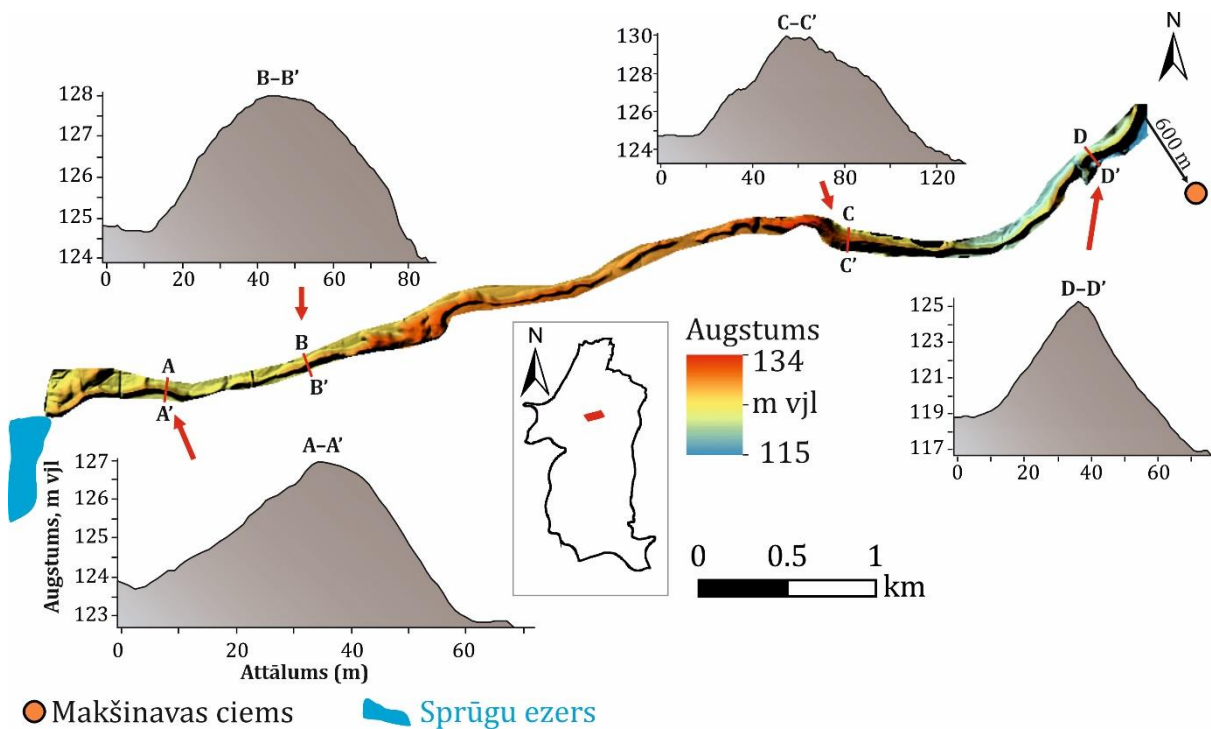 C–C’
N
130
128
126
124
0
40
80
120
B–B’
128
127
126
125
124
0
20
40
60
80
D
D’
600 m
C
C’
B
B’
A
A’
D–D’
125
123
121
119
117
0
20
40
60
N
Augstums
134
m vjl
115
A–A’
127
126
125
124
123
Augstums, m vjl
0
20
40
60
Attālums (m)
0 0.5 1
km
Makšinavas ciems
Sprūgu ezers